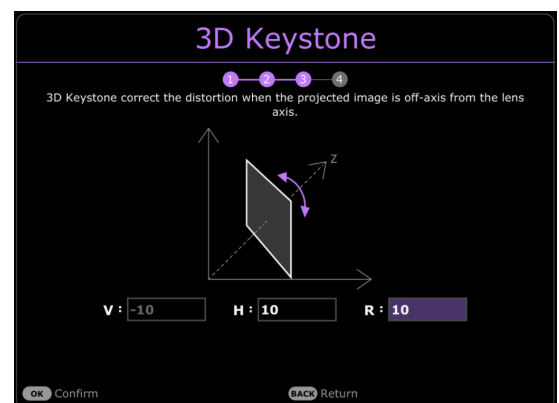 3D Keystone
1 2 3 4
3D Keystone correct the distortion when the projected image is off-axis from the lens
axis.
Z
V : -10 H : 10 R : 10
OK Confirm BACK Return